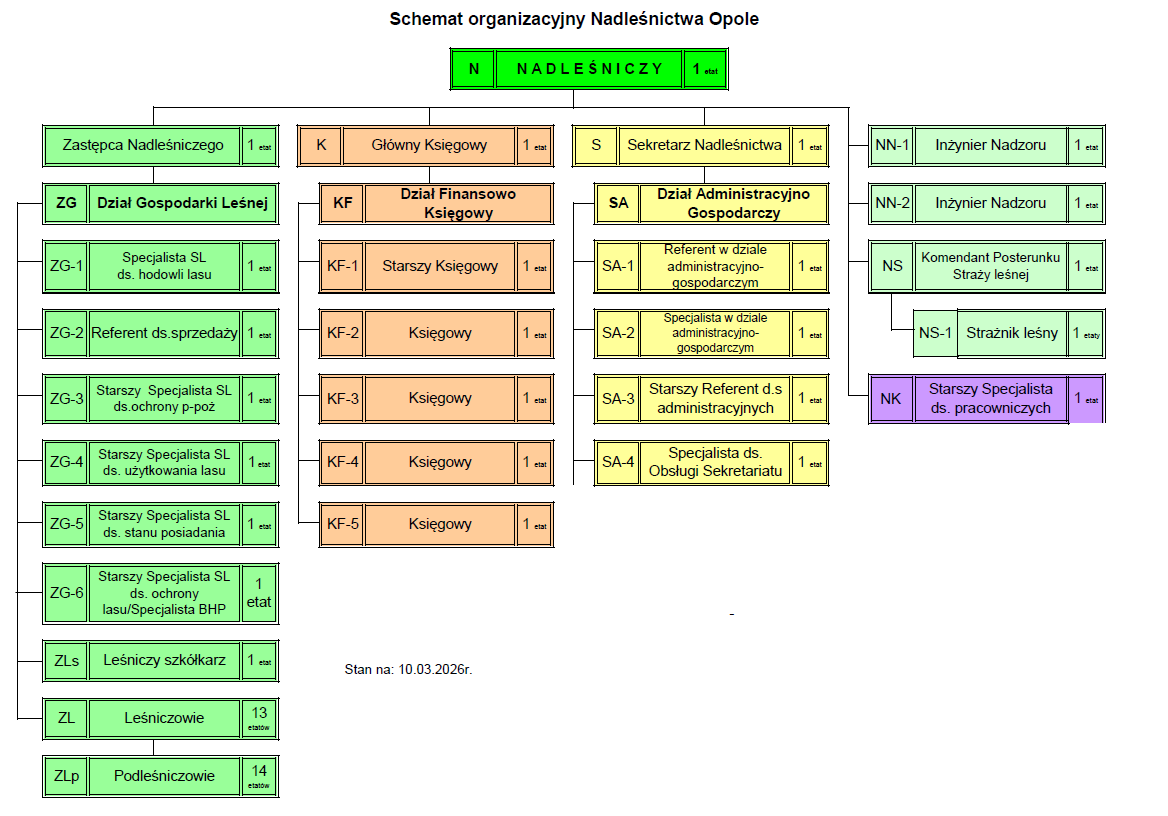 Schemat organizacyjny Nadleśnictwa Opole
N N A D L E Ś N I C Z Y 1 etat
Zastępca Nadleśniczego 1 etat
ZG Dział Gospodarki Leśnej
ZG-1 Specjalista SL
ds. hodowli lasu 1 etat
ZG-2 Referent ds.sprzedaży 1 etat
ZG-3 Starszy Specjalista SL
ds.ochrony p-poż 1 etat
ZG-4 Starszy Specjalista SL
ds. użytkowania lasu 1 etat
ZG-5 Starszy Specjalista SL
ds. stanu posiadania 1 etat
ZG-6 Starszy Specjalista SL
ds. ochrony
lasu/Specjalista BHP 1
etat
ZLs Leśniczy szkółkarz 1 etat
ZL Leśniczowie 13
etatów
ZLp Podleśniczowie 14
etatów
K Główny Księgowy 1 etat
KF Dział Finansowo
Księgowy
KF-1 Starszy Księgowy 1 etat
KF-2 Księgowy 1 etat
KF-3 Księgowy 1 etat
KF-4 Księgowy 1 etat
KF-5 Księgowy 1 etat
S Sekretarz Nadleśnictwa 1 etat
SA Dział Administracyjno
Gospodarczy
SA-1 Referent w dziale
administracyjno-
gospodarczym 1 etat
SA-2 Specjalista w dziale
administracyjno-
gospodarczym 1 etat
SA-3 Starszy Referent d.s
administracyjnych 1 etat
SA-4 Specjalista ds.
Obsługi Sekretariatu 1 etat
NN-1 Inżynier Nadzoru 1 etat
NN-2 Inżynier Nadzoru 1 etat
NS Komendant Posterunku
Straży leśnej 1 etat
NS-1 Strażnik leśny 1 etaty
NK Starszy Specjalista
ds. pracowniczych 1 etat
-
Stan na: 10.03.2026r.